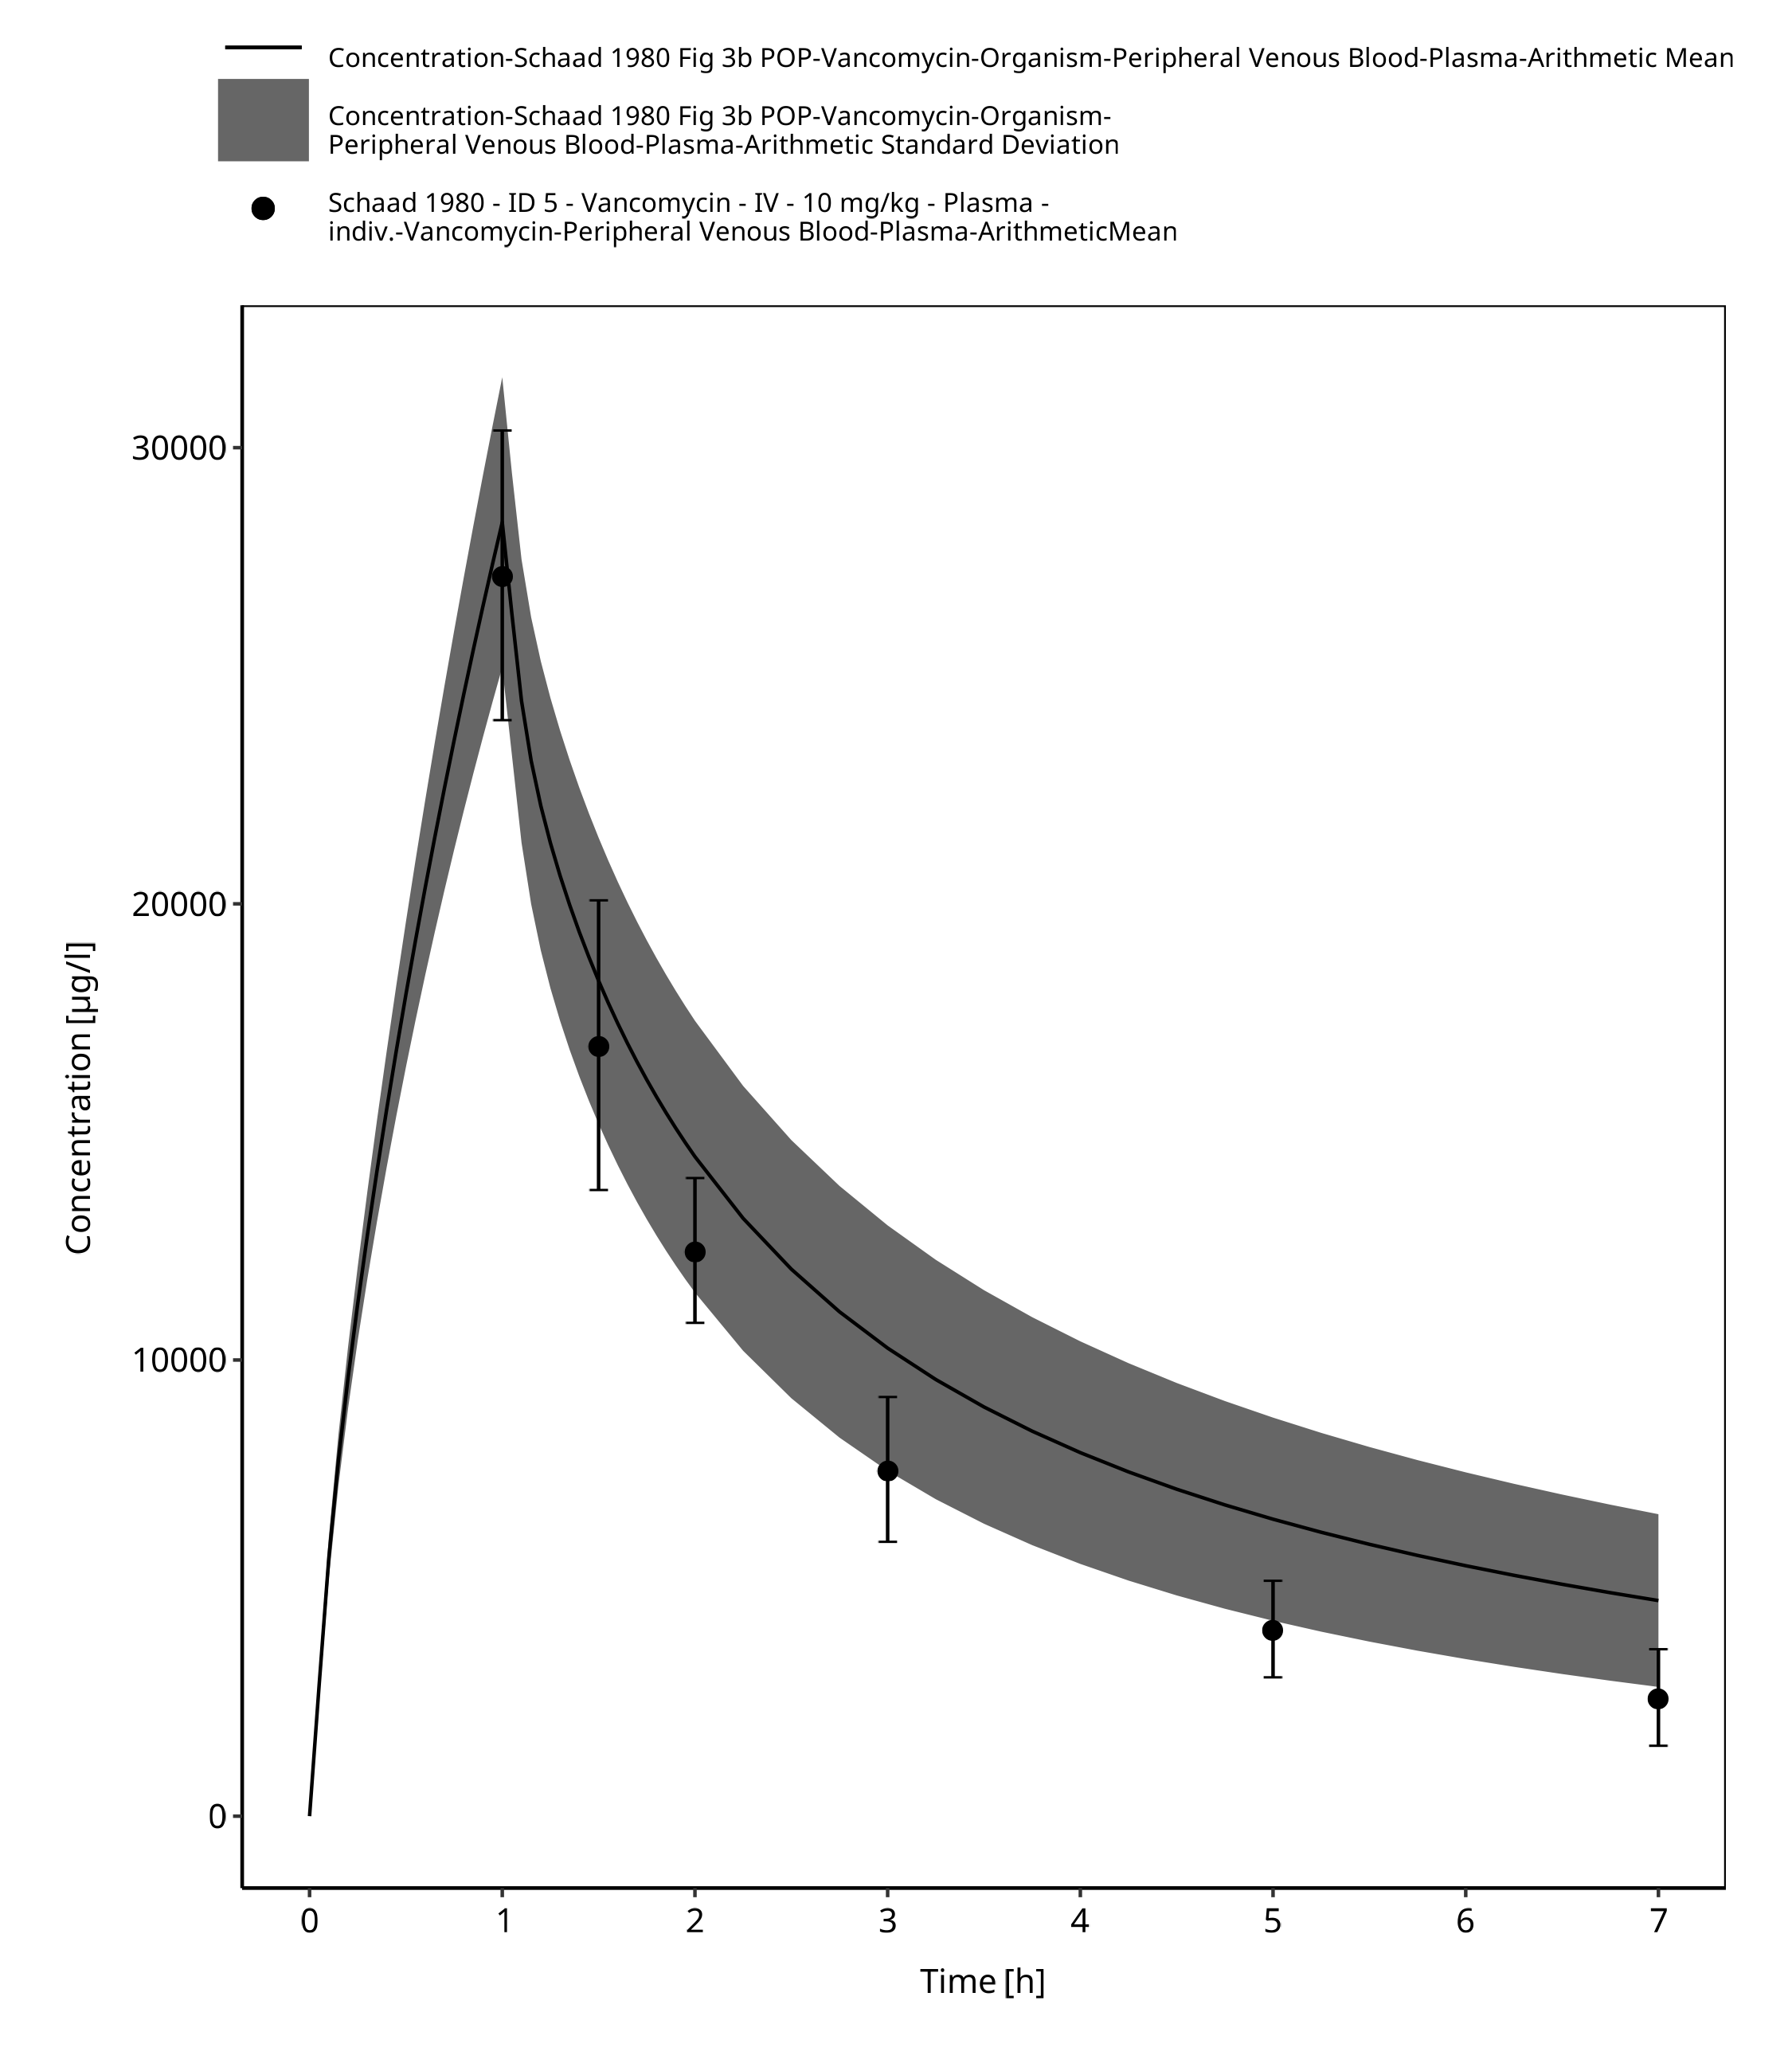 Concentration-Schaad 1980 Fig 3b POP-Vancomycin-Organism-Peripheral Venous Blood-Plasma-Arithmetic Mean
Concentration-Schaad 1980 Fig 3b POP-Vancomycin-Organism-
Peripheral Venous Blood-Plasma-Arithmetic Standard Deviation
Schaad 1980 - ID 5 - Vancomycin - IV - 10 mg/kg - Plasma -
indiv.-Vancomycin-Peripheral Venous Blood-Plasma-ArithmeticMean
30000
20000
10000
0
Concentration [µg/l]
0 1 2 3 4 5 6 7
Time [h]